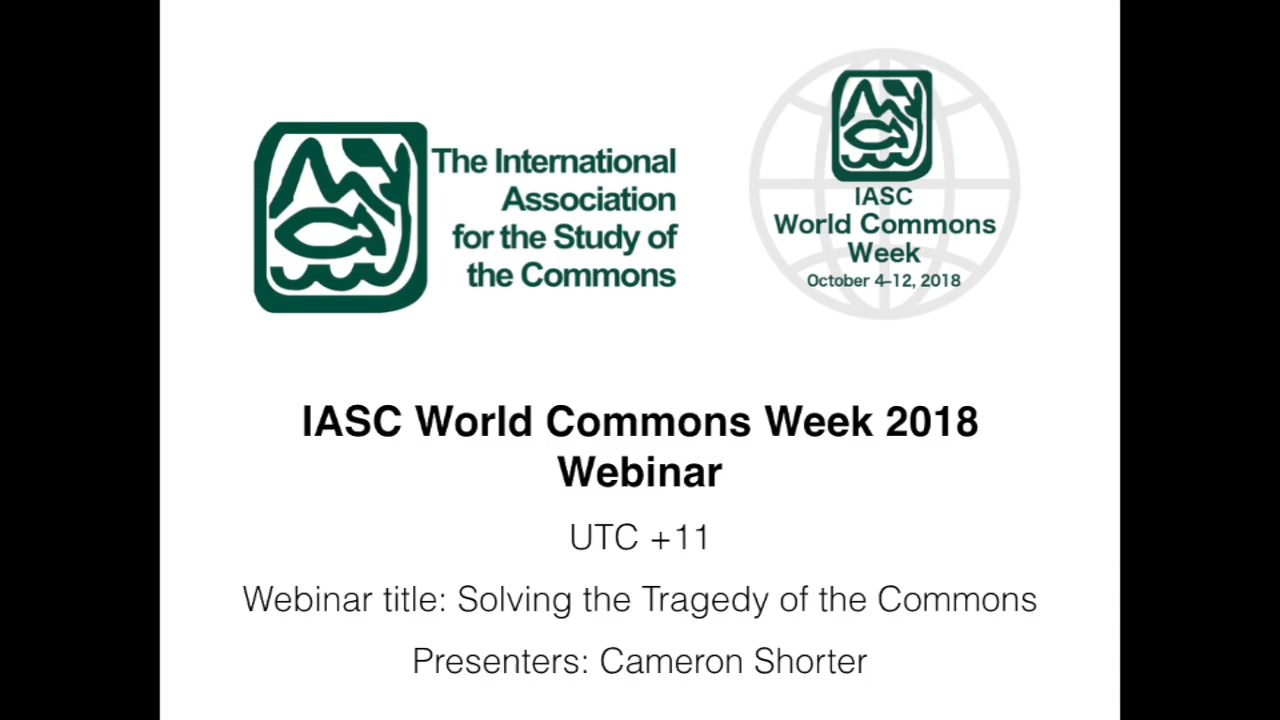 The International
Association
for the Study of
the Commons
IASC
World Commons
Week
October 4–12, 2018
IASC World Commons Week 2018
Webinar
UTC +11
Webinar title: Solving the Tragedy of the Commons
Presenters: Cameron Shorter